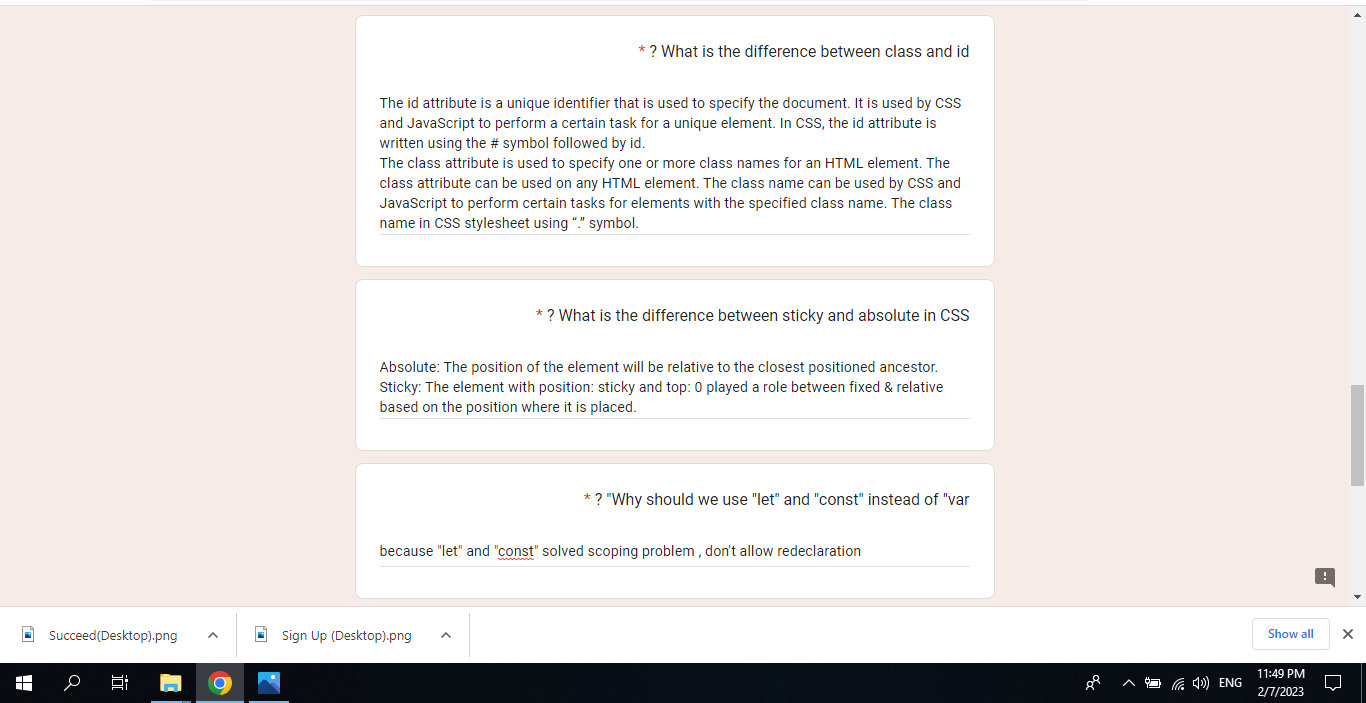 * ? What is the difference between class and id
The id attribute is a unique identifier that is used to specify the document. It is used by CSS
and JavaScript to perform a certain task for a unique element. In CSS, the id attribute is
written using the # symbol followed by id.
The class attribute is used to specify one or more class names for an HTML element. The
class attribute can be used on any HTML element. The class name can be used by CSS and
JavaScript to perform certain tasks for elements with the specified class name. The class
name in CSS stylesheet using “.” symbol.
* ? What is the difference between sticky and absolute in CSS
Absolute: The position of the element will be relative to the closest positioned ancestor.
Sticky: The element with position: sticky and top: 0 played a role between fixed & relative
based on the position where it is placed.
* ? "Why should we use "let" and "const" instead of "var
because "let" and "const" solved scoping problem , don't allow redeclaration
Succeed(Desktop).png
Sign Up (Desktop).png
Show all
ENG
11:49 PM
2/7/2023